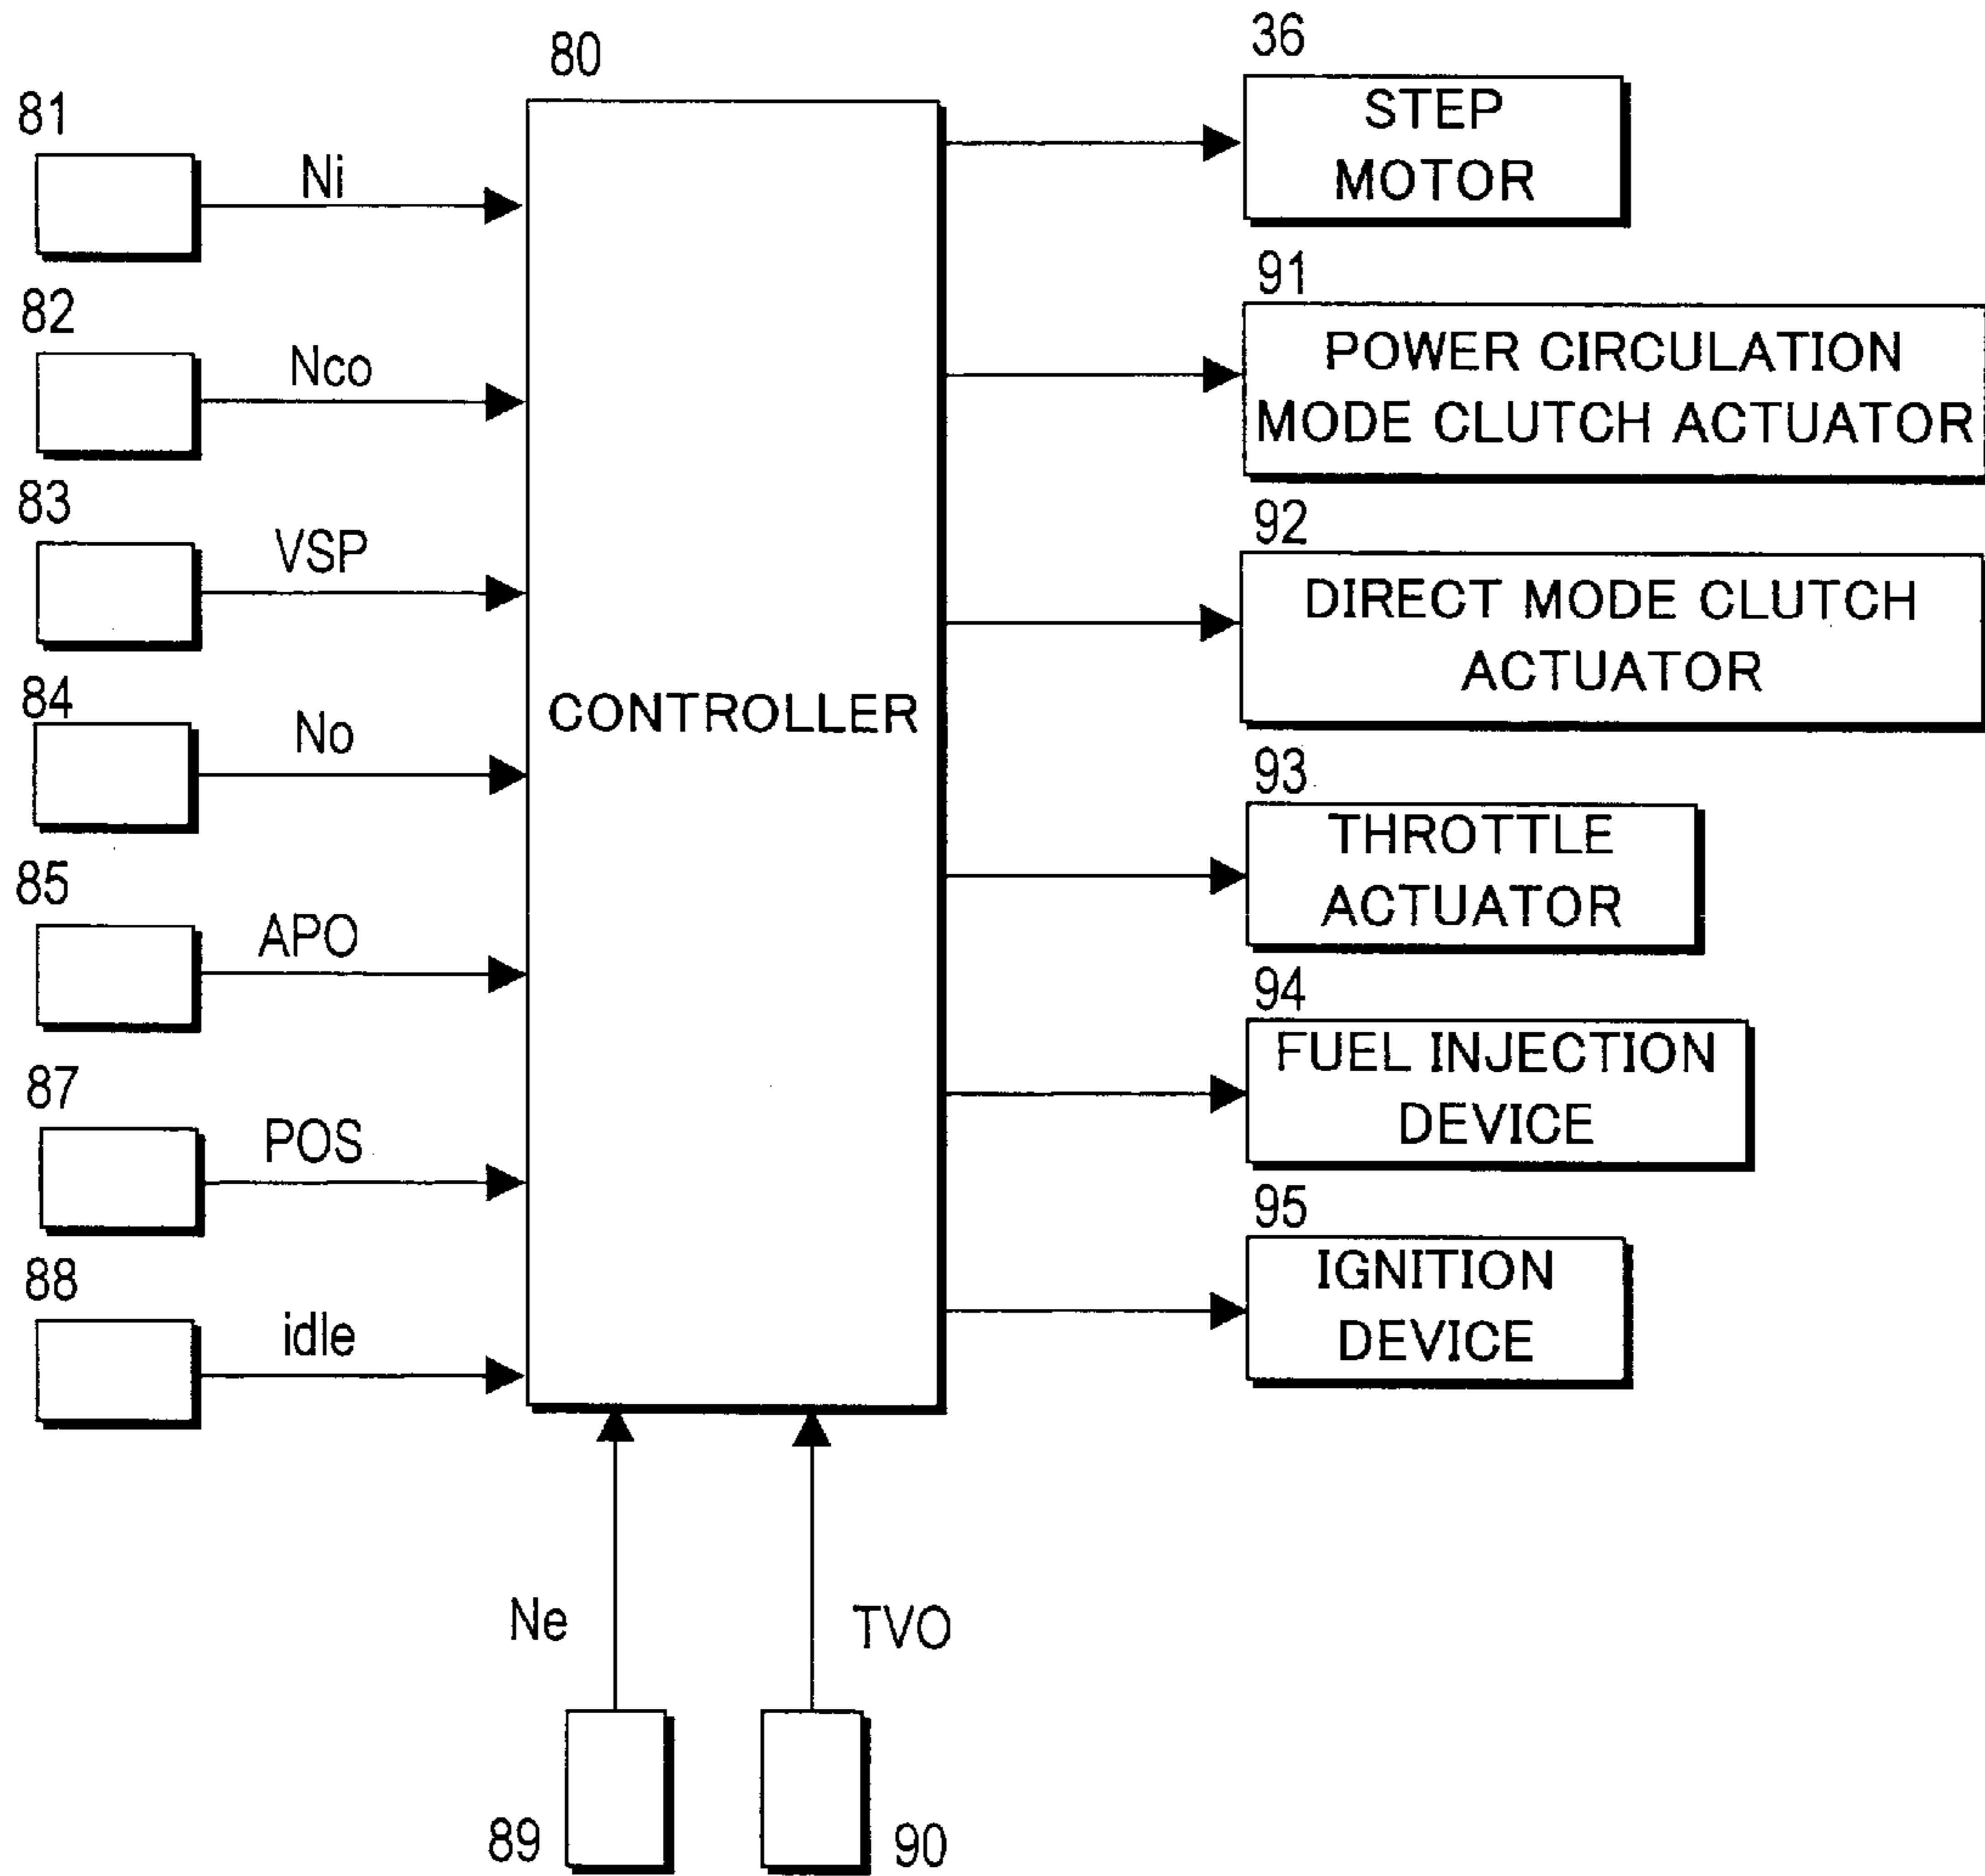 80
36
STEP
MOTOR
81
Ni
82
Nco
83
VSP
84
No
85
APO
87
POS
88
idle
CONTROLLER
91
POWER CIRCULATION
MODE CLUTCH ACTUATOR
92
DIRECT MODE CLUTCH
ACTUATOR
93
THROTTLE
ACTUATOR
94
FUEL INJECTION
DEVICE
95
IGNITION
DEVICE
Ne
TVO
89
90